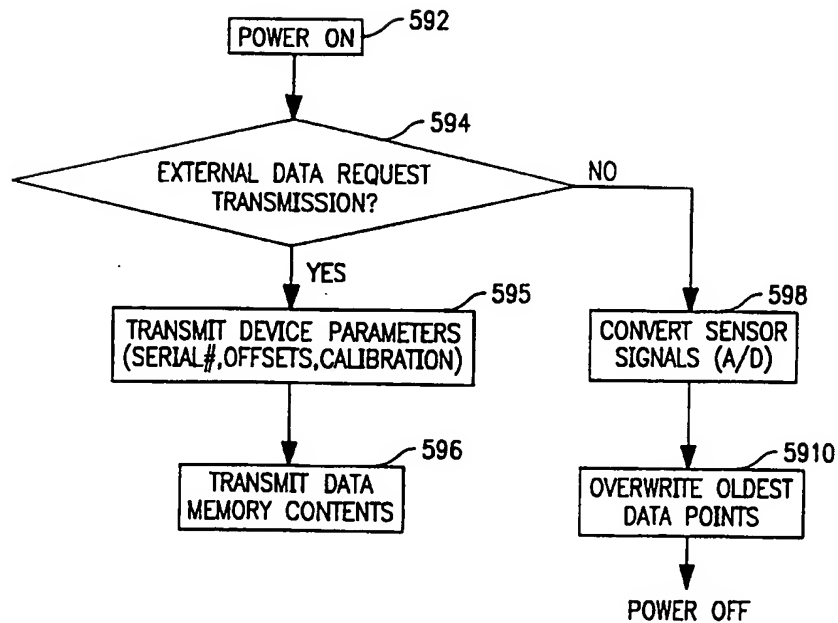 POWER ON
592
594
EXTERNAL DATA REQUEST
TRANSMISSION?
NO
YES
595
TRANSMIT DEVICE PARAMETERS
(SERIAL#,OFFSETS,CALIBRATION)
598
CONVERT SENSOR
SIGNALS (A/D)
596
TRANSMIT DATA
MEMORY CONTENTS
5910
OVERWRITE OLDEST
DATA POINTS
POWER OFF